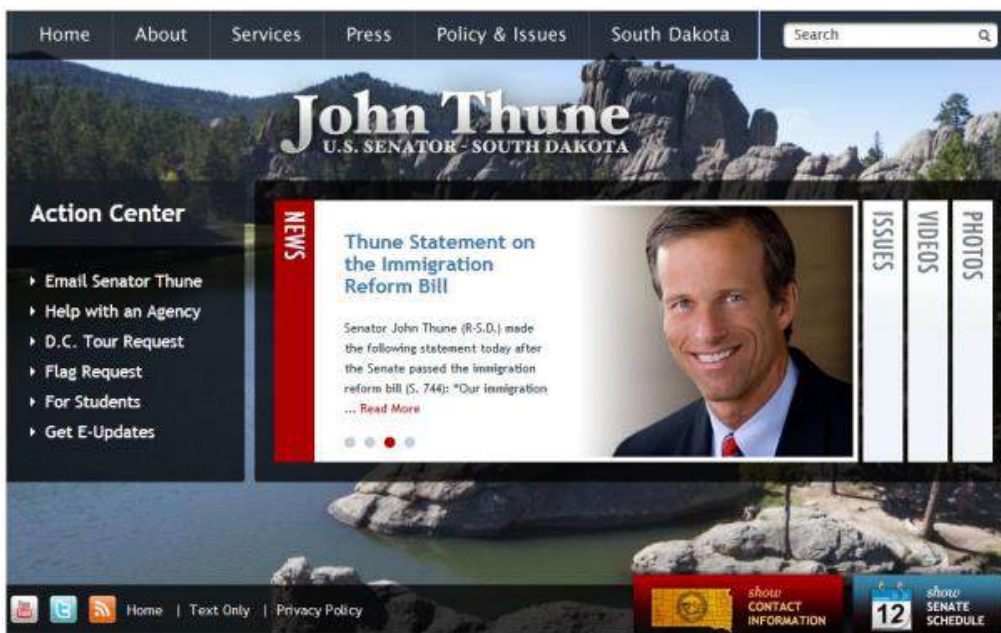 Home About Services Press Policy & Issues South Dakota Search
John Thune
U.S. SENATOR - SOUTH DAKOTA
Action Center
Email Senator Thune
Help with an Agency
D.C. Tour Request
Flag Request
For Students
Get E-Updates
NEWS
Thune Statement on
the Immigration
Reform Bill
Senator John Thune (R-S.D.) made
the following statement today after
the Senate passed the immigration
reform bill (S. 744): "Our immigration
... Read More
ISSUES
VIDEOS
PHOTOS
Home | Text Only | Privacy Policy
show
CONTACT
INFORMATION
12
show
SENATE
SCHEDULE